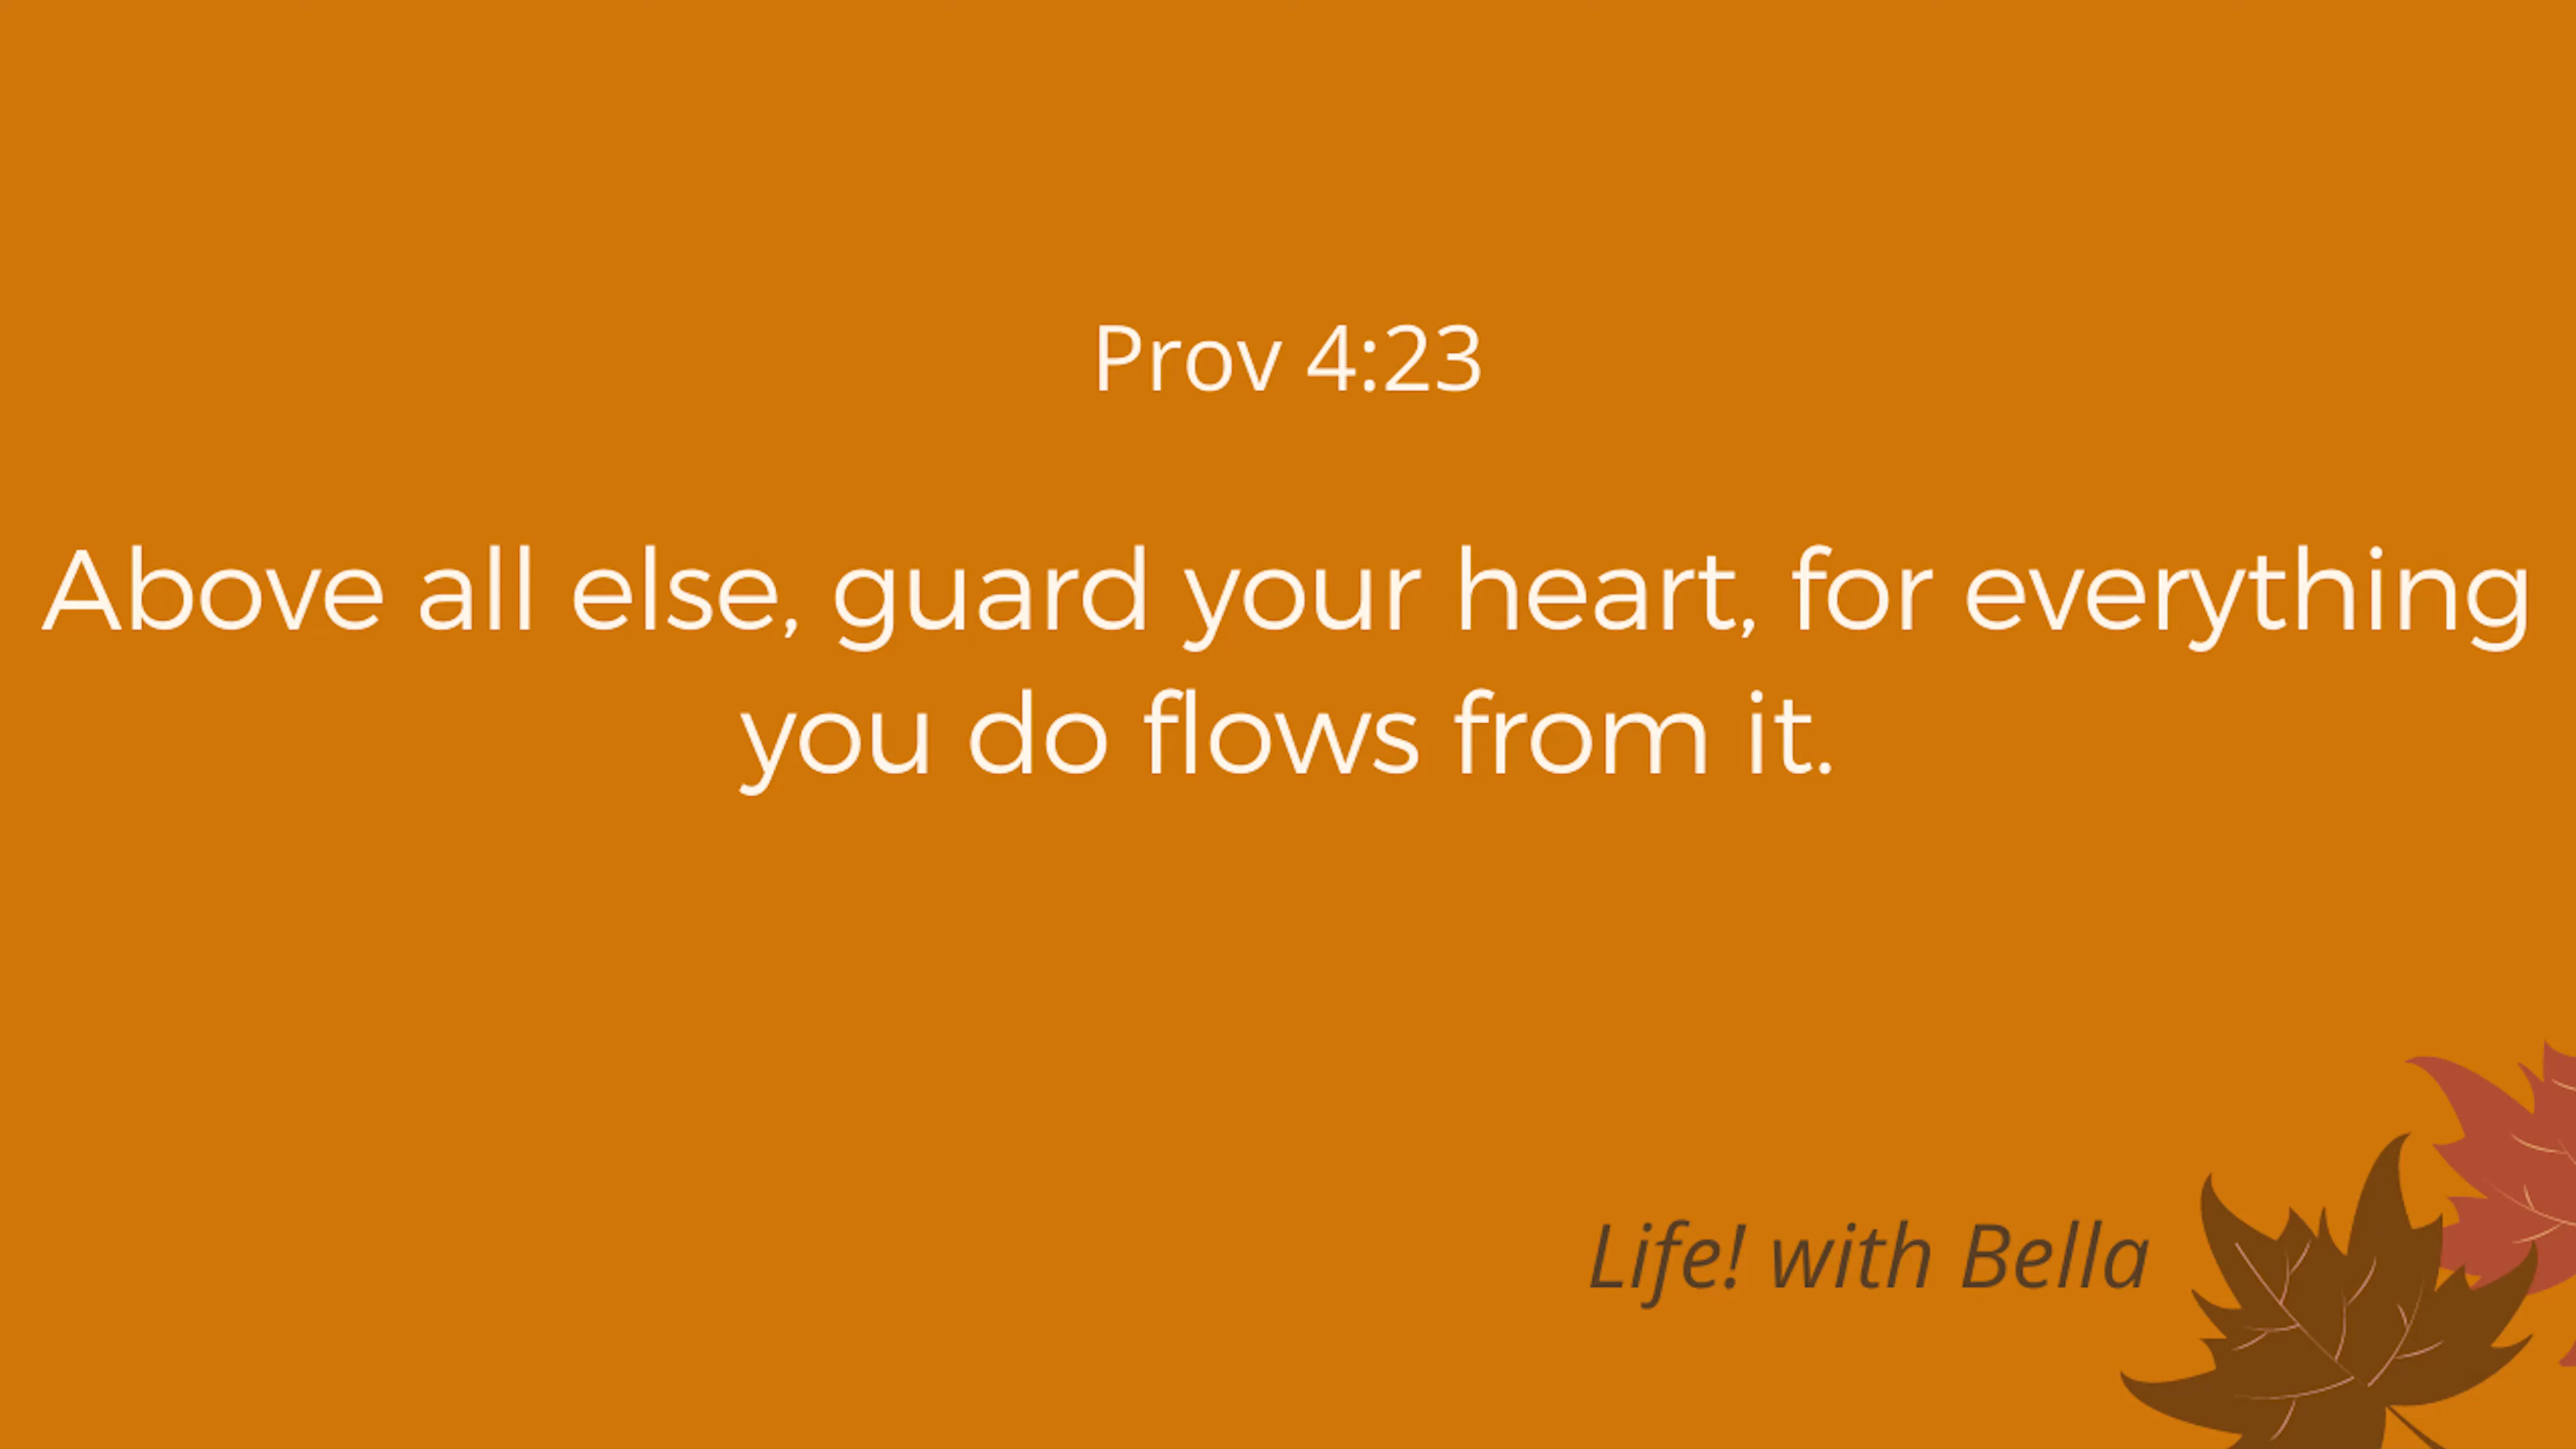 Prov 4:23
Above all else, guard your heart, for everything
you do flows from it.
Life! with Bella